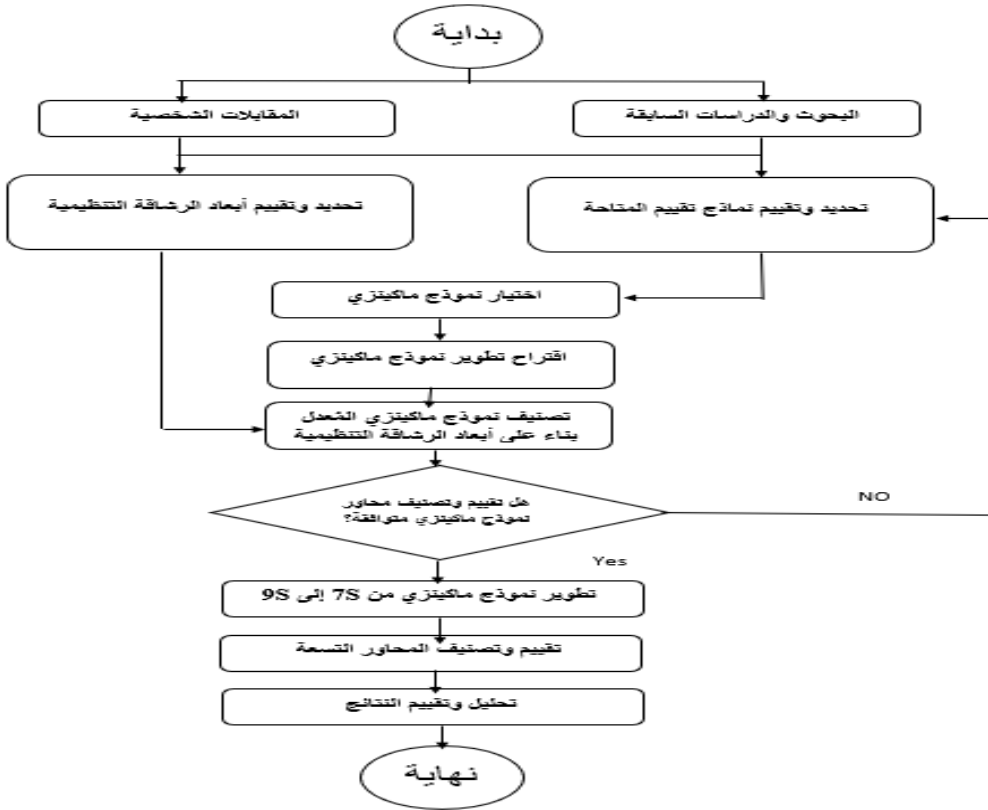 بداية
البحوث والدراسات السابقة
المقابلات الشخصية
تحديد وتقييم نماذج تقييم المتاحة
تحديد وتقييم أبعاد الرشاقة التنظيمية
اختيار نموذج ماكينزي
اقتراح تطوير نموذج ماكينزي
تصنيف نموذج ماكينزي المُعدل
بناء على أبعاد الرشاقة التنظيمية
هل تقييم وتصنيف محاور
نموذج ماكينزي متوافقة؟
NO
Yes
تطوير نموذج ماكينزي من 7S إلى 9S
تقييم وتصنيف المحاور التسعة
تحليل وتقييم النتائج
نهاية